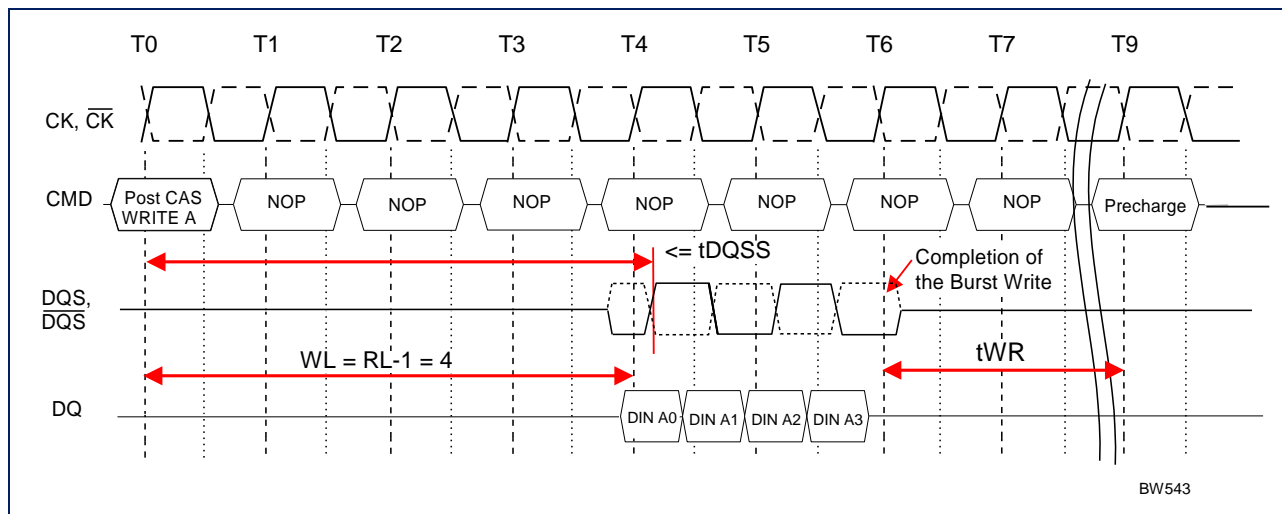 T0 T1 T2 T3 T4 T5 T6 T7 T9
CK, C̅K̅
CMD
Post CAS
WRITE A
NOP NOP NOP NOP NOP NOP NOP Precharge
<= tDQSS
Completion of
the Burst Write
DQS,
D̅Q̅S̅
WL = RL-1 = 4
tWR
DQ
DIN A0 DIN A1 DIN A2 DIN A3
BW543